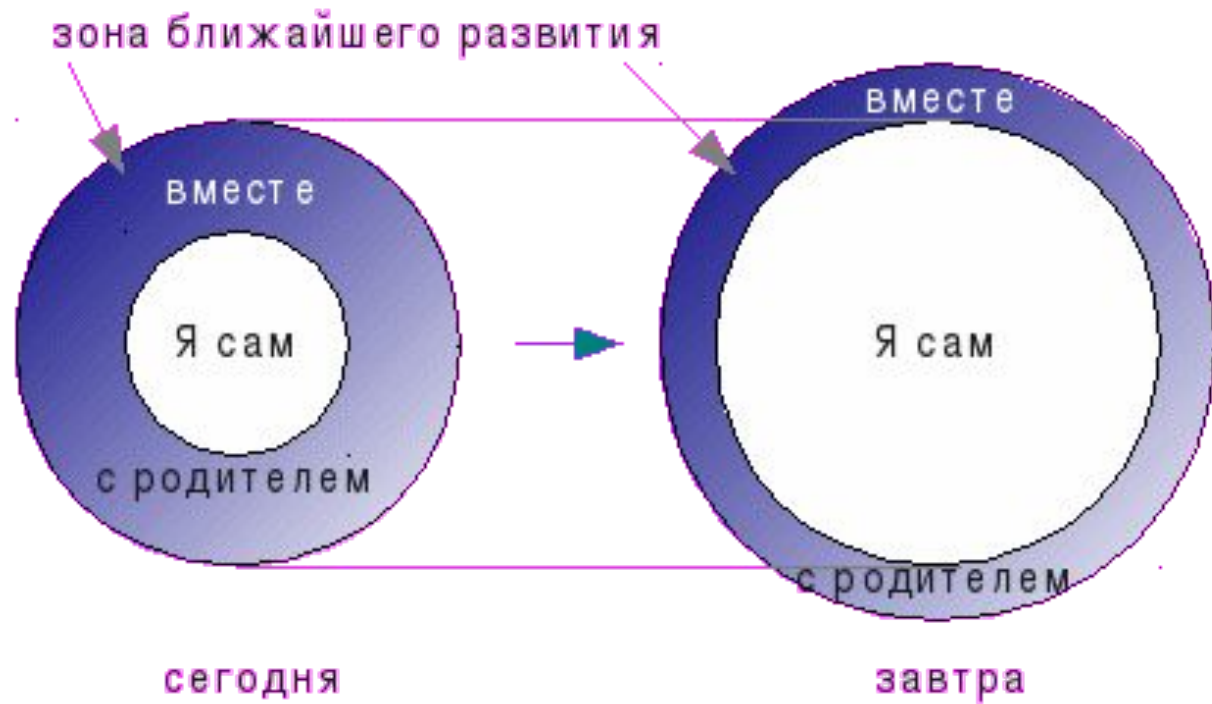 зона ближайшего развития
вместе
Я сам
с родителем
вместе
Я сам
с родителем
сегодня
завтра